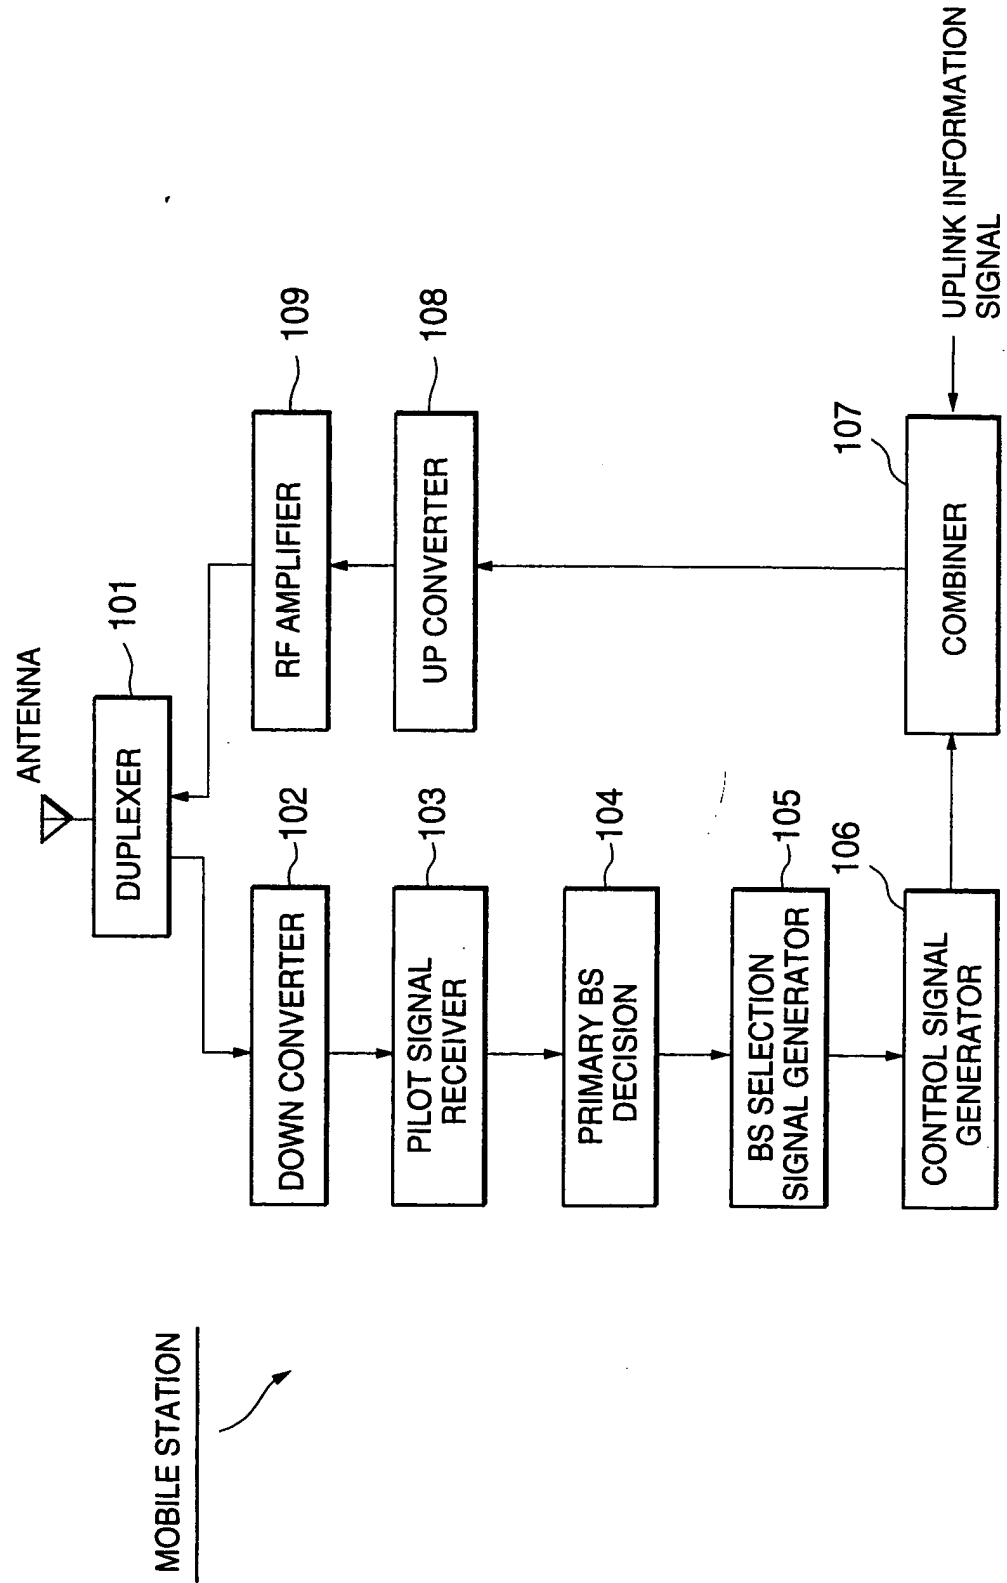 MOBILE STATION
ANTENNA
DUPLEXER
101
DOWN CONVERTER
102
PILOT SIGNAL
RECEIVER
103
PRIMARY BS
DECISION
104
BS SELECTION
SIGNAL GENERATOR
105
CONTROL SIGNAL
GENERATOR
106
RF AMPLIFIER
109
UP CONVERTER
108
COMBINER
107
UPLINK INFORMATION
SIGNAL